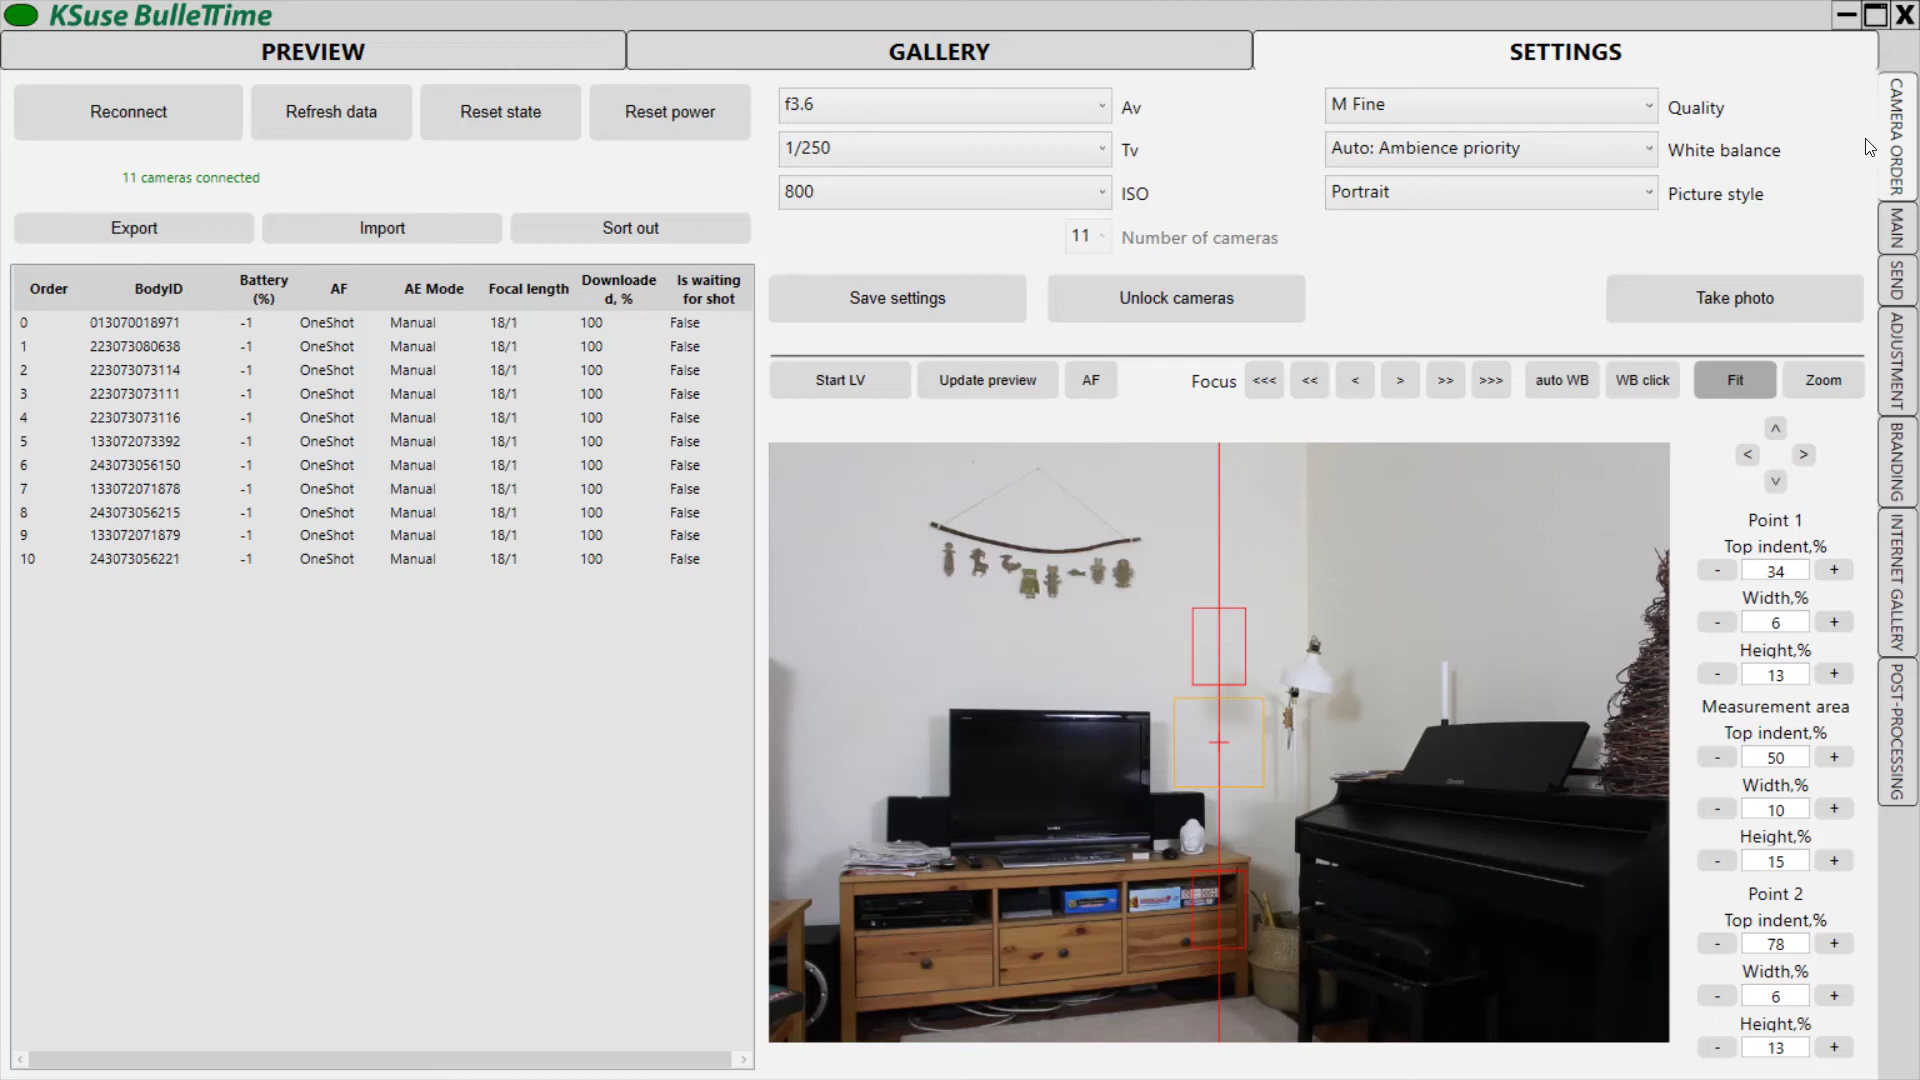 KSuse BulletTime
PREVIEW GALLERY SETTINGS
Reconnect Refresh data Reset state Reset power
11 cameras connected
Export Import Sort out
Order BodyID Battery (%) AF AE Mode Focal length Downloaded, % Is waiting for shot
0 013070018971 -1 OneShot Manual 18/1 100 False
1 223073080638 -1 OneShot Manual 18/1 100 False
2 223073073114 -1 OneShot Manual 18/1 100 False
3 223073073111 -1 OneShot Manual 18/1 100 False
4 223073073116 -1 OneShot Manual 18/1 100 False
5 133072073392 -1 OneShot Manual 18/1 100 False
6 243073056150 -1 OneShot Manual 18/1 100 False
7 133072071878 -1 OneShot Manual 18/1 100 False
8 243073056215 -1 OneShot Manual 18/1 100 False
9 133072071879 -1 OneShot Manual 18/1 100 False
10 243073056221 -1 OneShot Manual 18/1 100 False
f3.6 Av
1/250 Tv
800 ISO
11 Number of cameras
M Fine Quality
Auto: Ambience priority White balance
Portrait Picture style
Save settings Unlock cameras Take photo
Start LV Update preview AF Focus <<< << < > >> >>> auto WB WB click Fit Zoom
^
< >
v
Point 1
Top indent,%
- 34 +
Width,%
- 6 +
Height,%
- 13 +
Measurement area
Top indent,%
- 50 +
Width,%
- 10 +
Height,%
- 15 +
Point 2
Top indent,%
- 78 +
Width,%
- 6 +
Height,%
- 13 +
CAMERA ORDER
MAIN
SEND
ADJUSTMENT
BRANDING
INTERNET GALLERY
POST-PROCESSING